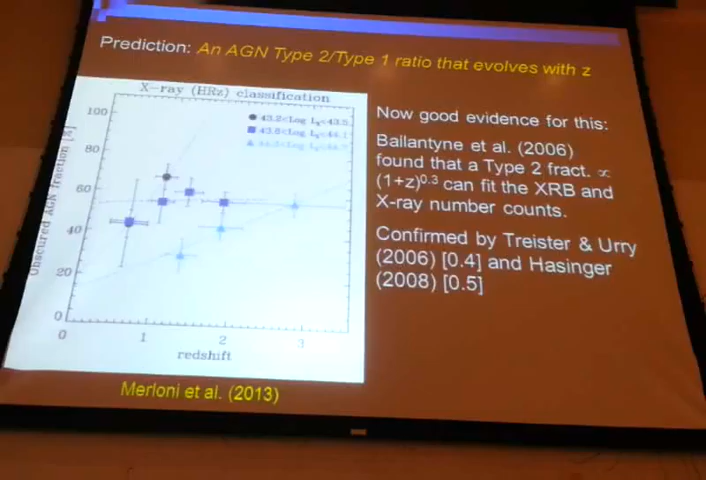 Prediction: An AGN Type 2/Type 1 ratio that evolves with z
X-ray (HRz) classification
Obscured AGN fraction [%]
100
80
60
40
20
0
0
1
2
3
redshift
Merloni et al. (2013)
Now good evidence for this:
Ballantyne et al. (2006)
found that a Type 2 fract. ∝
(1+z)^0.3 can fit the XRB and
X-ray number counts.
Confirmed by Treister & Urry
(2006) [0.4] and Hasinger
(2008) [0.5]